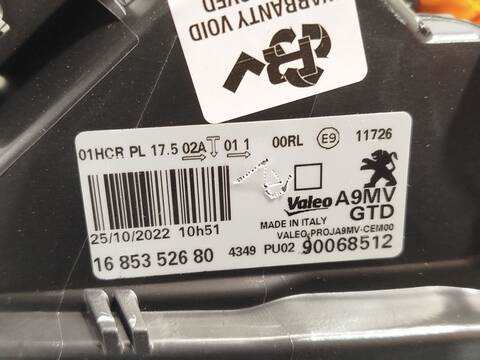 WARRANTY VOID
01HCR PL 17.5 02A 01 1 00RL E9 11726
Valeo A9MV
GTD
MADE IN ITALY
VALEO-PROJA9MV-CEM00
25/10/2022 10h51
16 853 526 80 4349 PU02 90068512